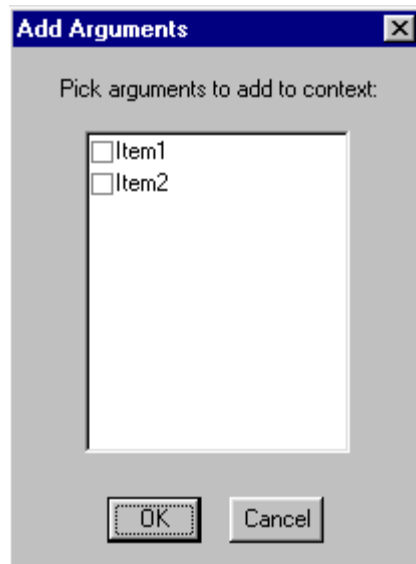 Add Arguments
Pick arguments to add to context:
Item1
Item2
OK
Cancel